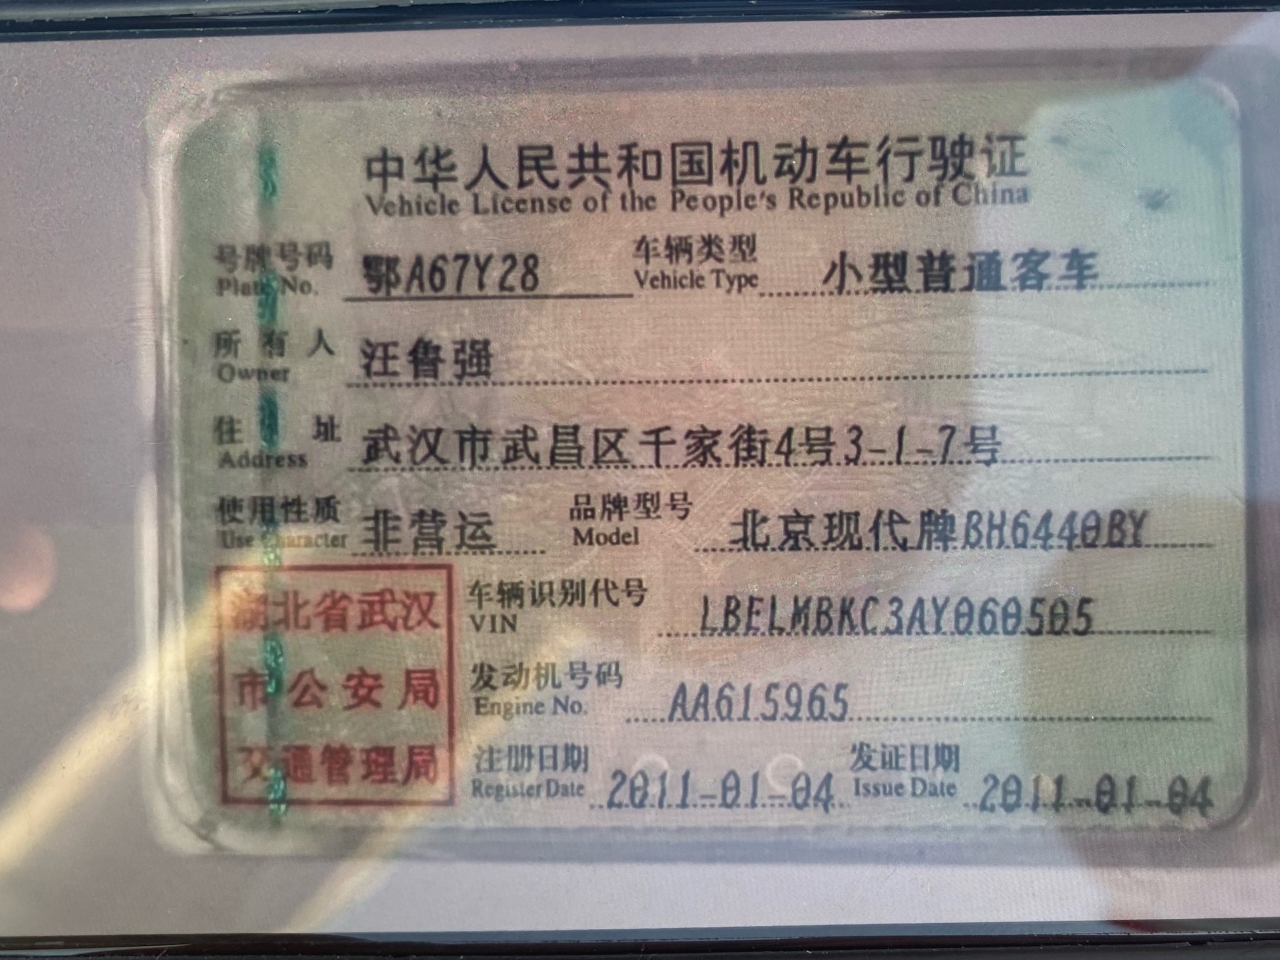 中华人民共和国机动车行驶证
Vehicle License of the People's Republic of China
号牌号码 鄂A67Y28 车辆类型 小型普通客车
Plate No. Vehicle Type
所有人 汪鲁强
Owner
住址 武汉市武昌区千家街4号3-1-7号
Address
使用性质 非营运 品牌型号 北京现代牌BH6440BY
Use Character Model
车辆识别代号 LBELMBKC3AY060505
VIN
发动机号码 AA615965
Engine No.
注册日期 2011-01-04 发证日期 2011-01-04
Register Date Issue Date
湖北省武汉
市公安局
交通管理局